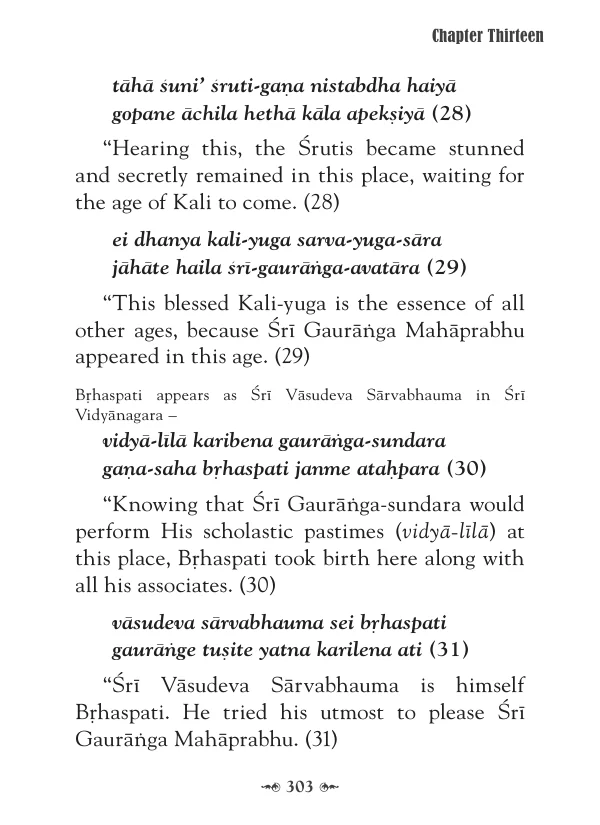 Chapter Thirteen
tāhā śuni’ śruti-gaṇa nistabdha haiyā
gopane āchila hethā kāla apekṣiyā (28)
“Hearing this, the Śrutis became stunned
and secretly remained in this place, waiting for
the age of Kali to come. (28)
ei dhanya kali-yuga sarva-yuga-sāra
jāhāte haila śrī-gaurāṅga-avatāra (29)
“This blessed Kali-yuga is the essence of all
other ages, because Śrī Gaurāṅga Mahāprabhu
appeared in this age. (29)
Bṛhaspati appears as Śrī Vāsudeva Sārvabhauma in Śrī
Vidyānagara –
vidyā-līlā karibena gaurāṅga-sundara
gaṇa-saha bṛhaspati janme ataḥpara (30)
“Knowing that Śrī Gaurāṅga-sundara would
perform His scholastic pastimes (vidyā-līlā) at
this place, Bṛhaspati took birth here along with
all his associates. (30)
vāsudeva sārvabhauma sei bṛhaspati
gaurāṅge tuṣite yatna karilena ati (31)
“Śrī Vāsudeva Sārvabhauma is himself
Bṛhaspati. He tried his utmost to please Śrī
Gaurāṅga Mahāprabhu. (31)
303